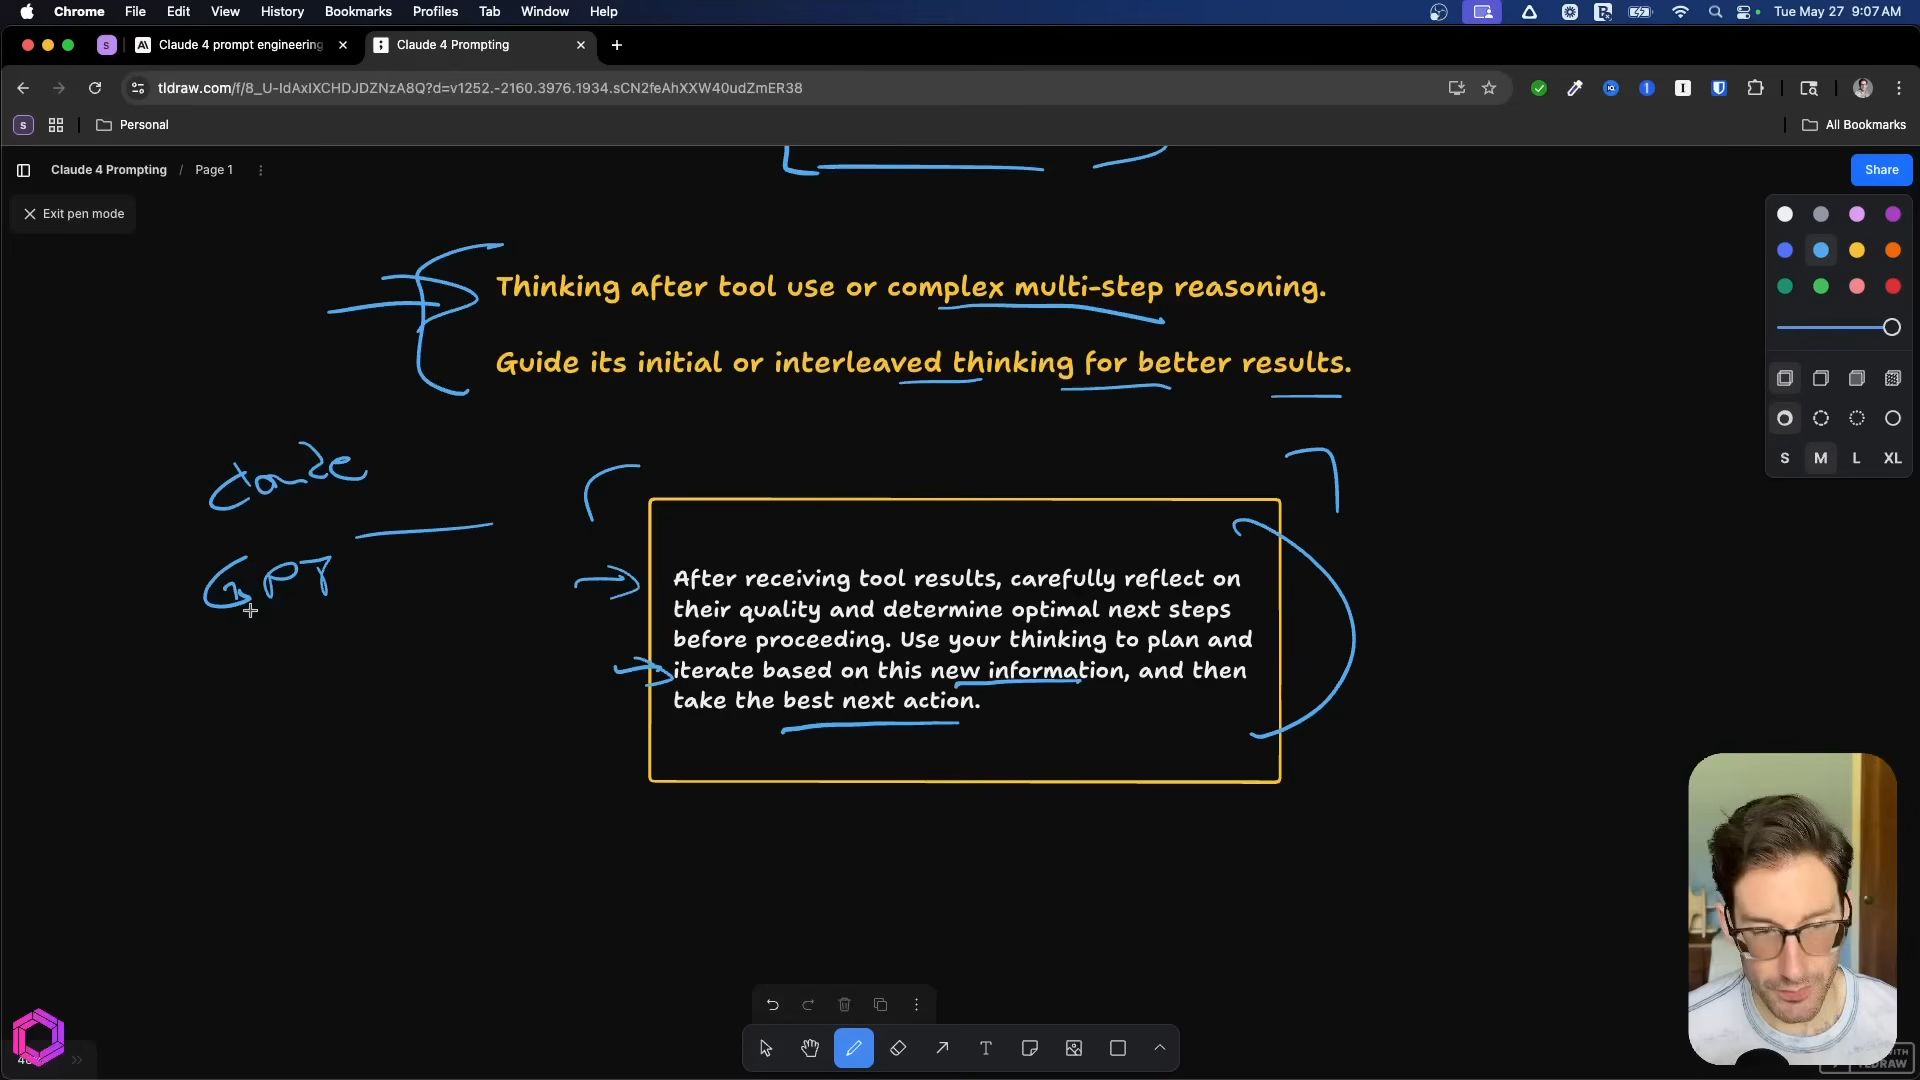 Chrome File Edit View History Bookmarks Profiles Tab Window Help Tue May 27 9:07 AM
Claude 4 prompt engineering Claude 4 Prompting
tldraw.com/f/8_U-IdAxIXCHDJDZNzA8Q?d=v1252.-2160.3976.1934.sCN2feAhXXW40udZmER38
S Personal All Bookmarks
Claude 4 Prompting / Page 1 Share
Exit pen mode
Thinking after tool use or complex multi-step reasoning.
Guide its initial or interleaved thinking for better results.
S M L XL
GPT
After receiving tool results, carefully reflect on
their quality and determine optimal next steps
before proceeding. Use your thinking to plan and
iterate based on this new information, and then
take the best next action.